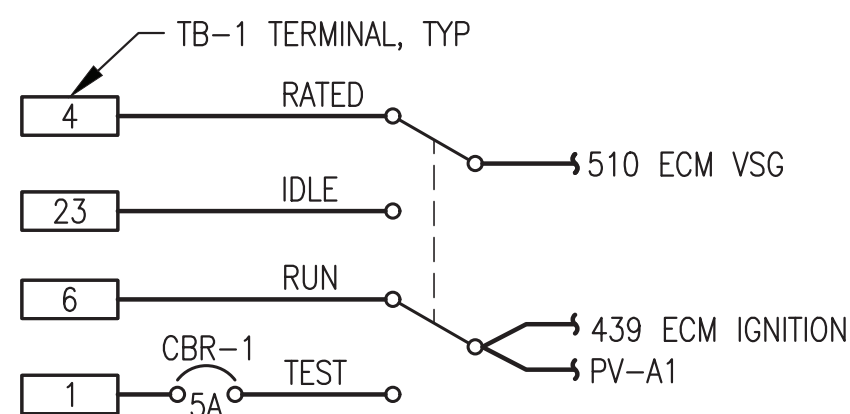 TB-1 TERMINAL, TYP
4
RATED
510 ECM VSG
23
IDLE
6
RUN
439 ECM IGNITION
PV-A1
CBR-1
1
5A
TEST